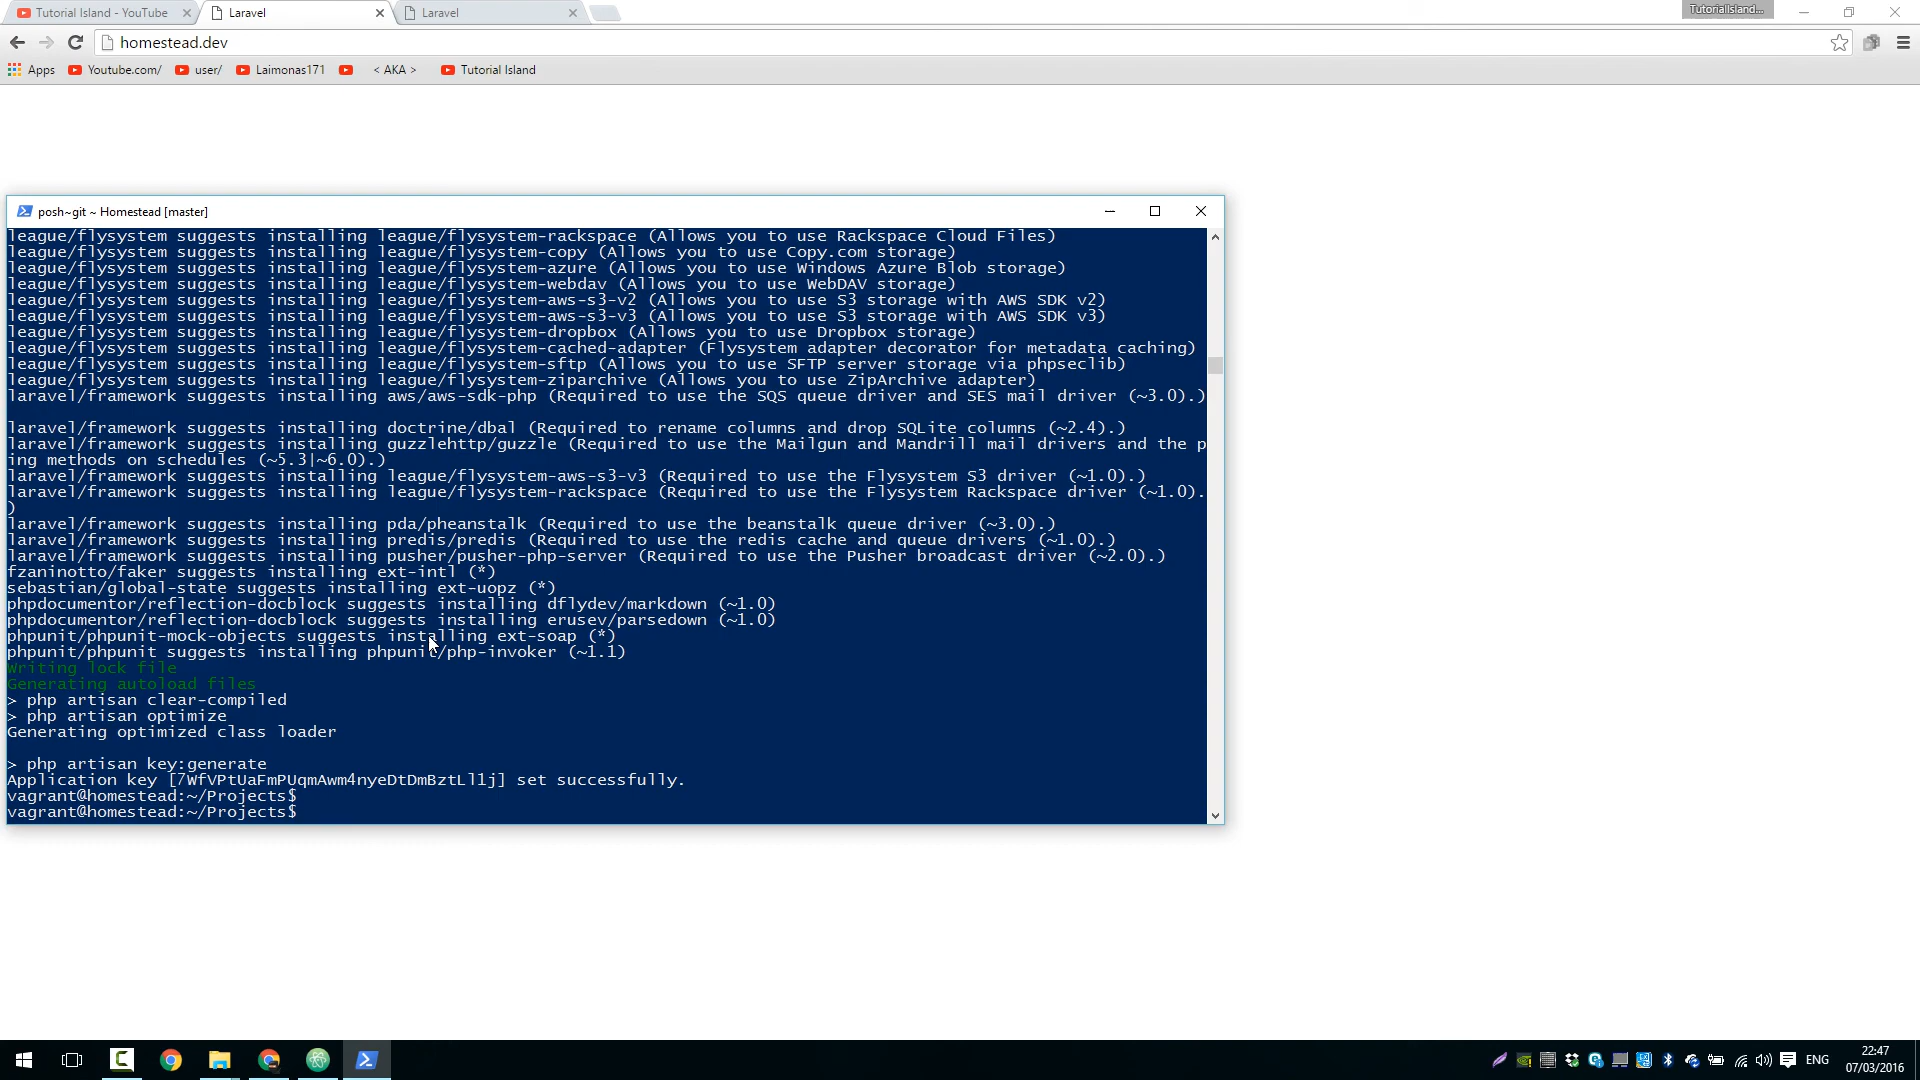 Tutorial Island - YouTube
Laravel
Laravel
TutorialIsland...
homestead.dev
Apps
Youtube.com/
user/
Laimonas171
< AKA >
Tutorial Island
posh~git ~ Homestead [master]
league/flysystem suggests installing league/flysystem-rackspace (Allows you to use Rackspace Cloud Files)
league/flysystem suggests installing league/flysystem-copy (Allows you to use Copy.com storage)
league/flysystem suggests installing league/flysystem-azure (Allows you to use Windows Azure Blob storage)
league/flysystem suggests installing league/flysystem-webdav (Allows you to use WebDAV storage)
league/flysystem suggests installing league/flysystem-aws-s3-v2 (Allows you to use S3 storage with AWS SDK v2)
league/flysystem suggests installing league/flysystem-aws-s3-v3 (Allows you to use S3 storage with AWS SDK v3)
league/flysystem suggests installing league/flysystem-dropbox (Allows you to use Dropbox storage)
league/flysystem suggests installing league/flysystem-cached-adapter (Flysystem adapter decorator for metadata caching)
league/flysystem suggests installing league/flysystem-sftp (Allows you to use SFTP server storage via phpseclib)
league/flysystem suggests installing league/flysystem-ziparchive (Allows you to use ZipArchive adapter)
laravel/framework suggests installing aws/aws-sdk-php (Required to use the SQS queue driver and SES mail driver (~3.0).)
laravel/framework suggests installing doctrine/dbal (Required to rename columns and drop SQLite columns (~2.4).)
laravel/framework suggests installing guzzlehttp/guzzle (Required to use the Mailgun and Mandrill mail drivers and the p
ing methods on schedules (~5.3|~6.0).)
laravel/framework suggests installing league/flysystem-aws-s3-v3 (Required to use the Flysystem S3 driver (~1.0).)
laravel/framework suggests installing league/flysystem-rackspace (Required to use the Flysystem Rackspace driver (~1.0).
)
laravel/framework suggests installing pda/pheanstalk (Required to use the beanstalk queue driver (~3.0).)
laravel/framework suggests installing predis/predis (Required to use the redis cache and queue drivers (~1.0).)
laravel/framework suggests installing pusher/pusher-php-server (Required to use the Pusher broadcast driver (~2.0).)
fzaninotto/faker suggests installing ext-intl (*)
sebastian/global-state suggests installing ext-uopz (*)
phpdocumentor/reflection-docblock suggests installing dflydev/markdown (~1.0)
phpdocumentor/reflection-docblock suggests installing erusev/parsedown (~1.0)
phpunit/phpunit-mock-objects suggests installing ext-soap (*)
phpunit/phpunit suggests installing phpunit/php-invoker (~1.1)
Writing lock file
Generating autoload files
> php artisan clear-compiled
> php artisan optimize
Generating optimized class loader
> php artisan key:generate
Application key [7WfVPtUaFmPUqmAwm4nyeDtDmBztLl1j] set successfully.
vagrant@homestead:~/Projects$
vagrant@homestead:~/Projects$
ENG
22:47
07/03/2016